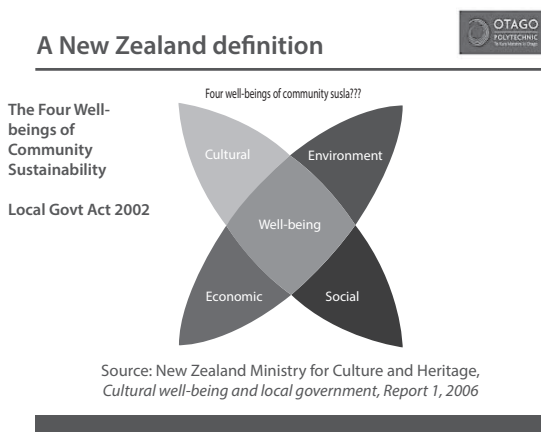 A New Zealand definition
OTAGO
POLYTECHNIC
The Four Well-
beings of
Community
Sustainability
Local Govt Act 2002
Four well-beings of community susla???
Cultural
Environment
Well-being
Economic
Social
Source: New Zealand Ministry for Culture and Heritage,
Cultural well-being and local government, Report 1, 2006